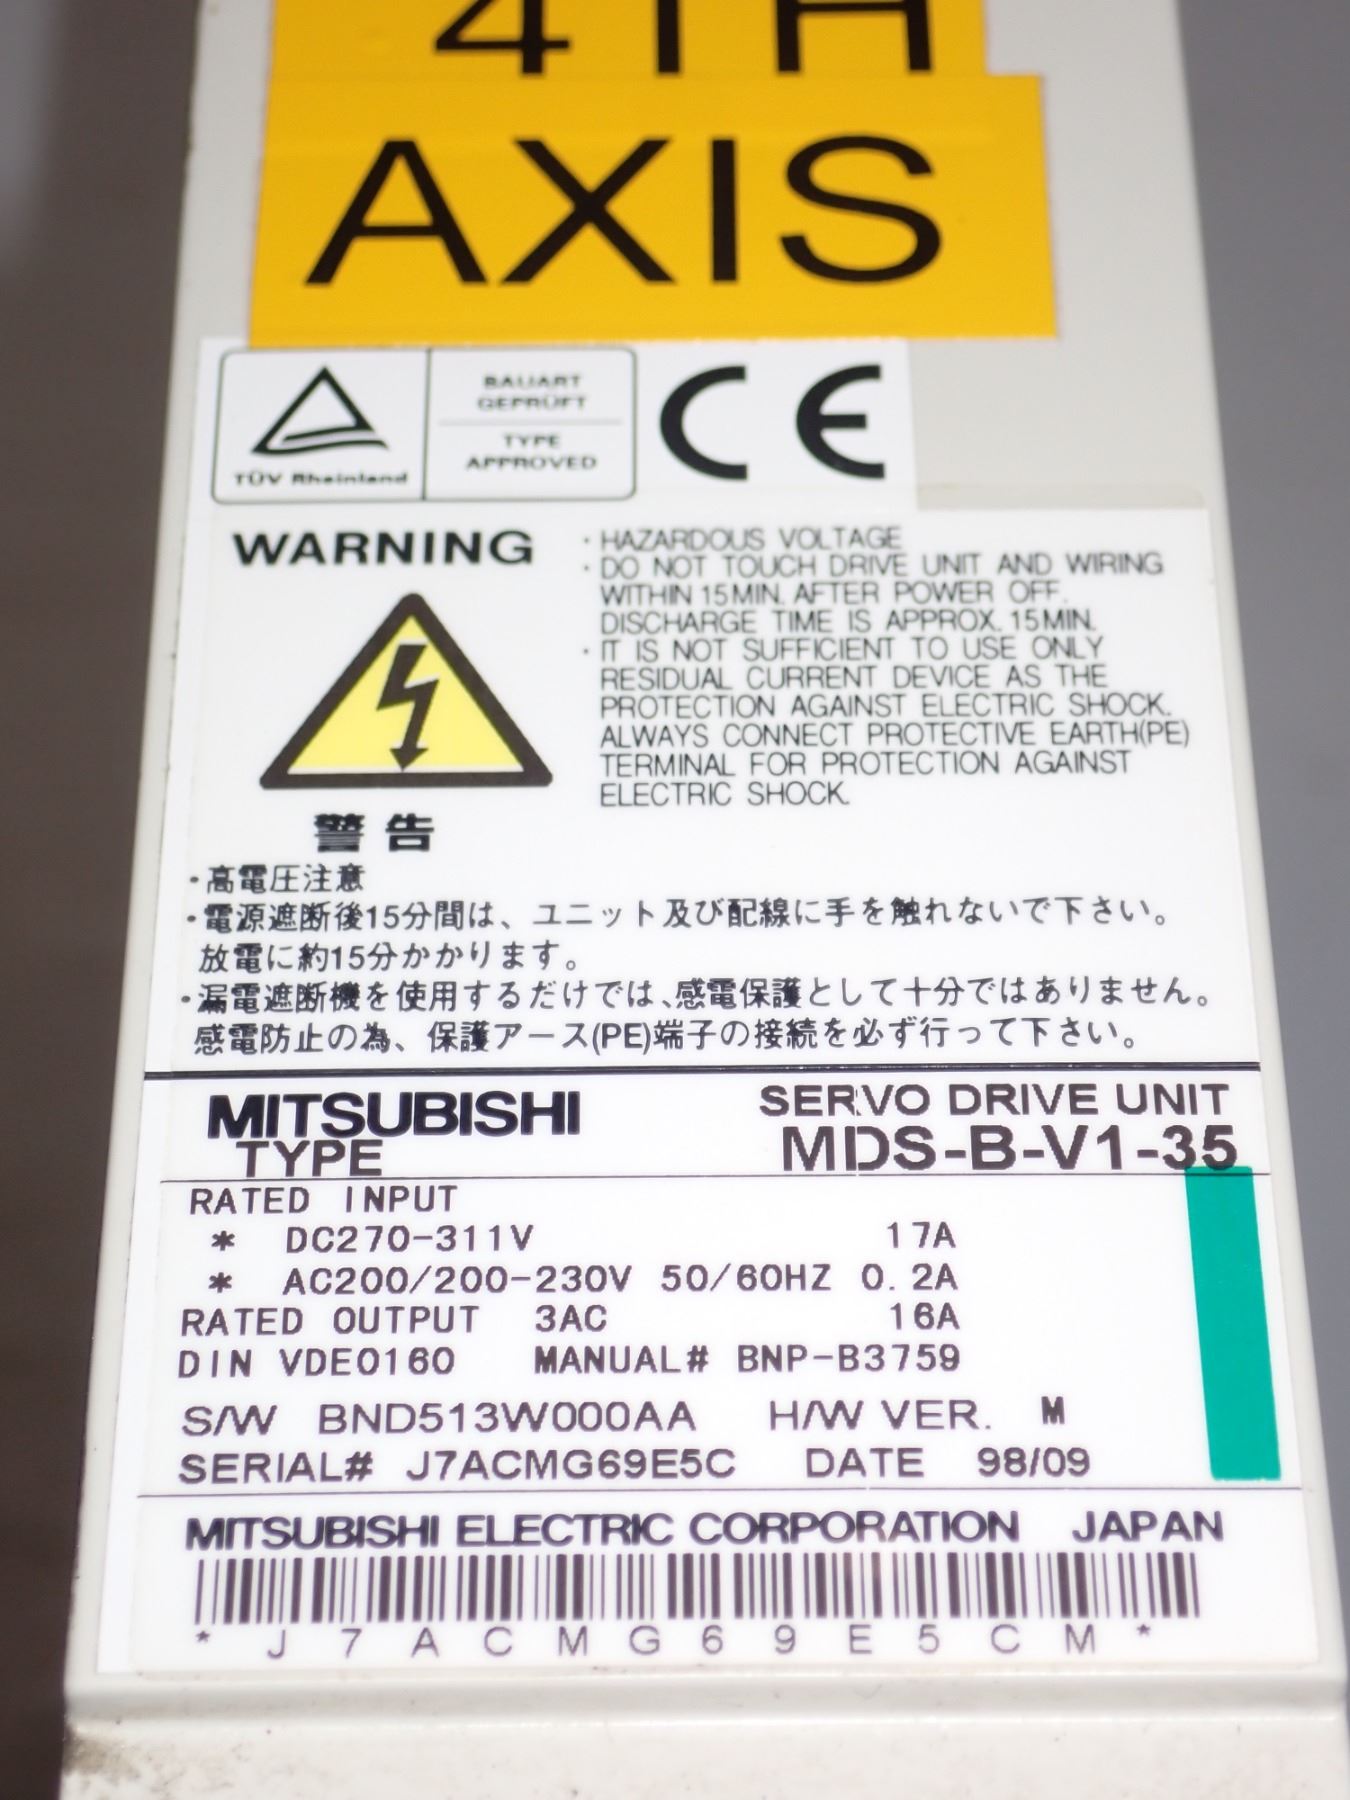 4TH
AXIS
TÜV Rheinland
BAUART
GEPRÜFT
TYPE
APPROVED
CE
WARNING
・HAZARDOUS VOLTAGE
・DO NOT TOUCH DRIVE UNIT AND WIRING
WITHIN 15MIN. AFTER POWER OFF.
DISCHARGE TIME IS APPROX. 15MIN.
・IT IS NOT SUFFICIENT TO USE ONLY
RESIDUAL CURRENT DEVICE AS THE
PROTECTION AGAINST ELECTRIC SHOCK.
ALWAYS CONNECT PROTECTIVE EARTH(PE)
TERMINAL FOR PROTECTION AGAINST
ELECTRIC SHOCK.
警告
・高電圧注意
・電源遮断後15分間は、ユニット及び配線に手を触れないで下さい。
放電に約15分かかります。
・漏電遮断機を使用するだけでは、感電保護として十分ではありません。
感電防止の為、保護アース(PE)端子の接続を必ず行って下さい。
MITSUBISHI SERVO DRIVE UNIT
TYPE MDS-B-V1-35
RATED INPUT
* DC270-311V 17A
* AC200/200-230V 50/60HZ 0.2A
RATED OUTPUT 3AC 16A
DIN VDE0160 MANUAL# BNP-B3759
S/W BND513W000AA H/W VER. M
SERIAL# J7ACMG69E5C DATE 98/09
MITSUBISHI ELECTRIC CORPORATION JAPAN
* J 7 A C M G 6 9 E 5 C M *